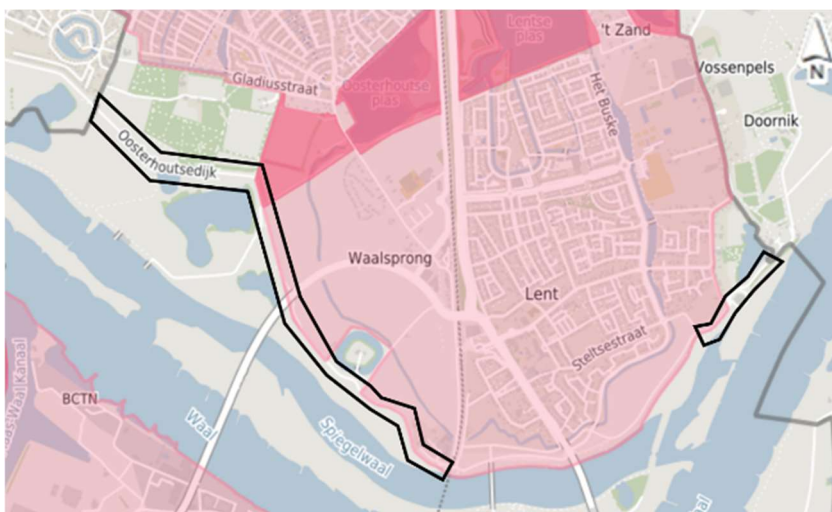 Lentse
plas
't Zand
Gladiusstraat
Oosterhoutse
plas
Vossenpels
N
Het Buske
Doornik
Oosterhoutsedijk
Waalsprong
Lent
Steltsestraat
BCTN
Waal
Spiegelwaal